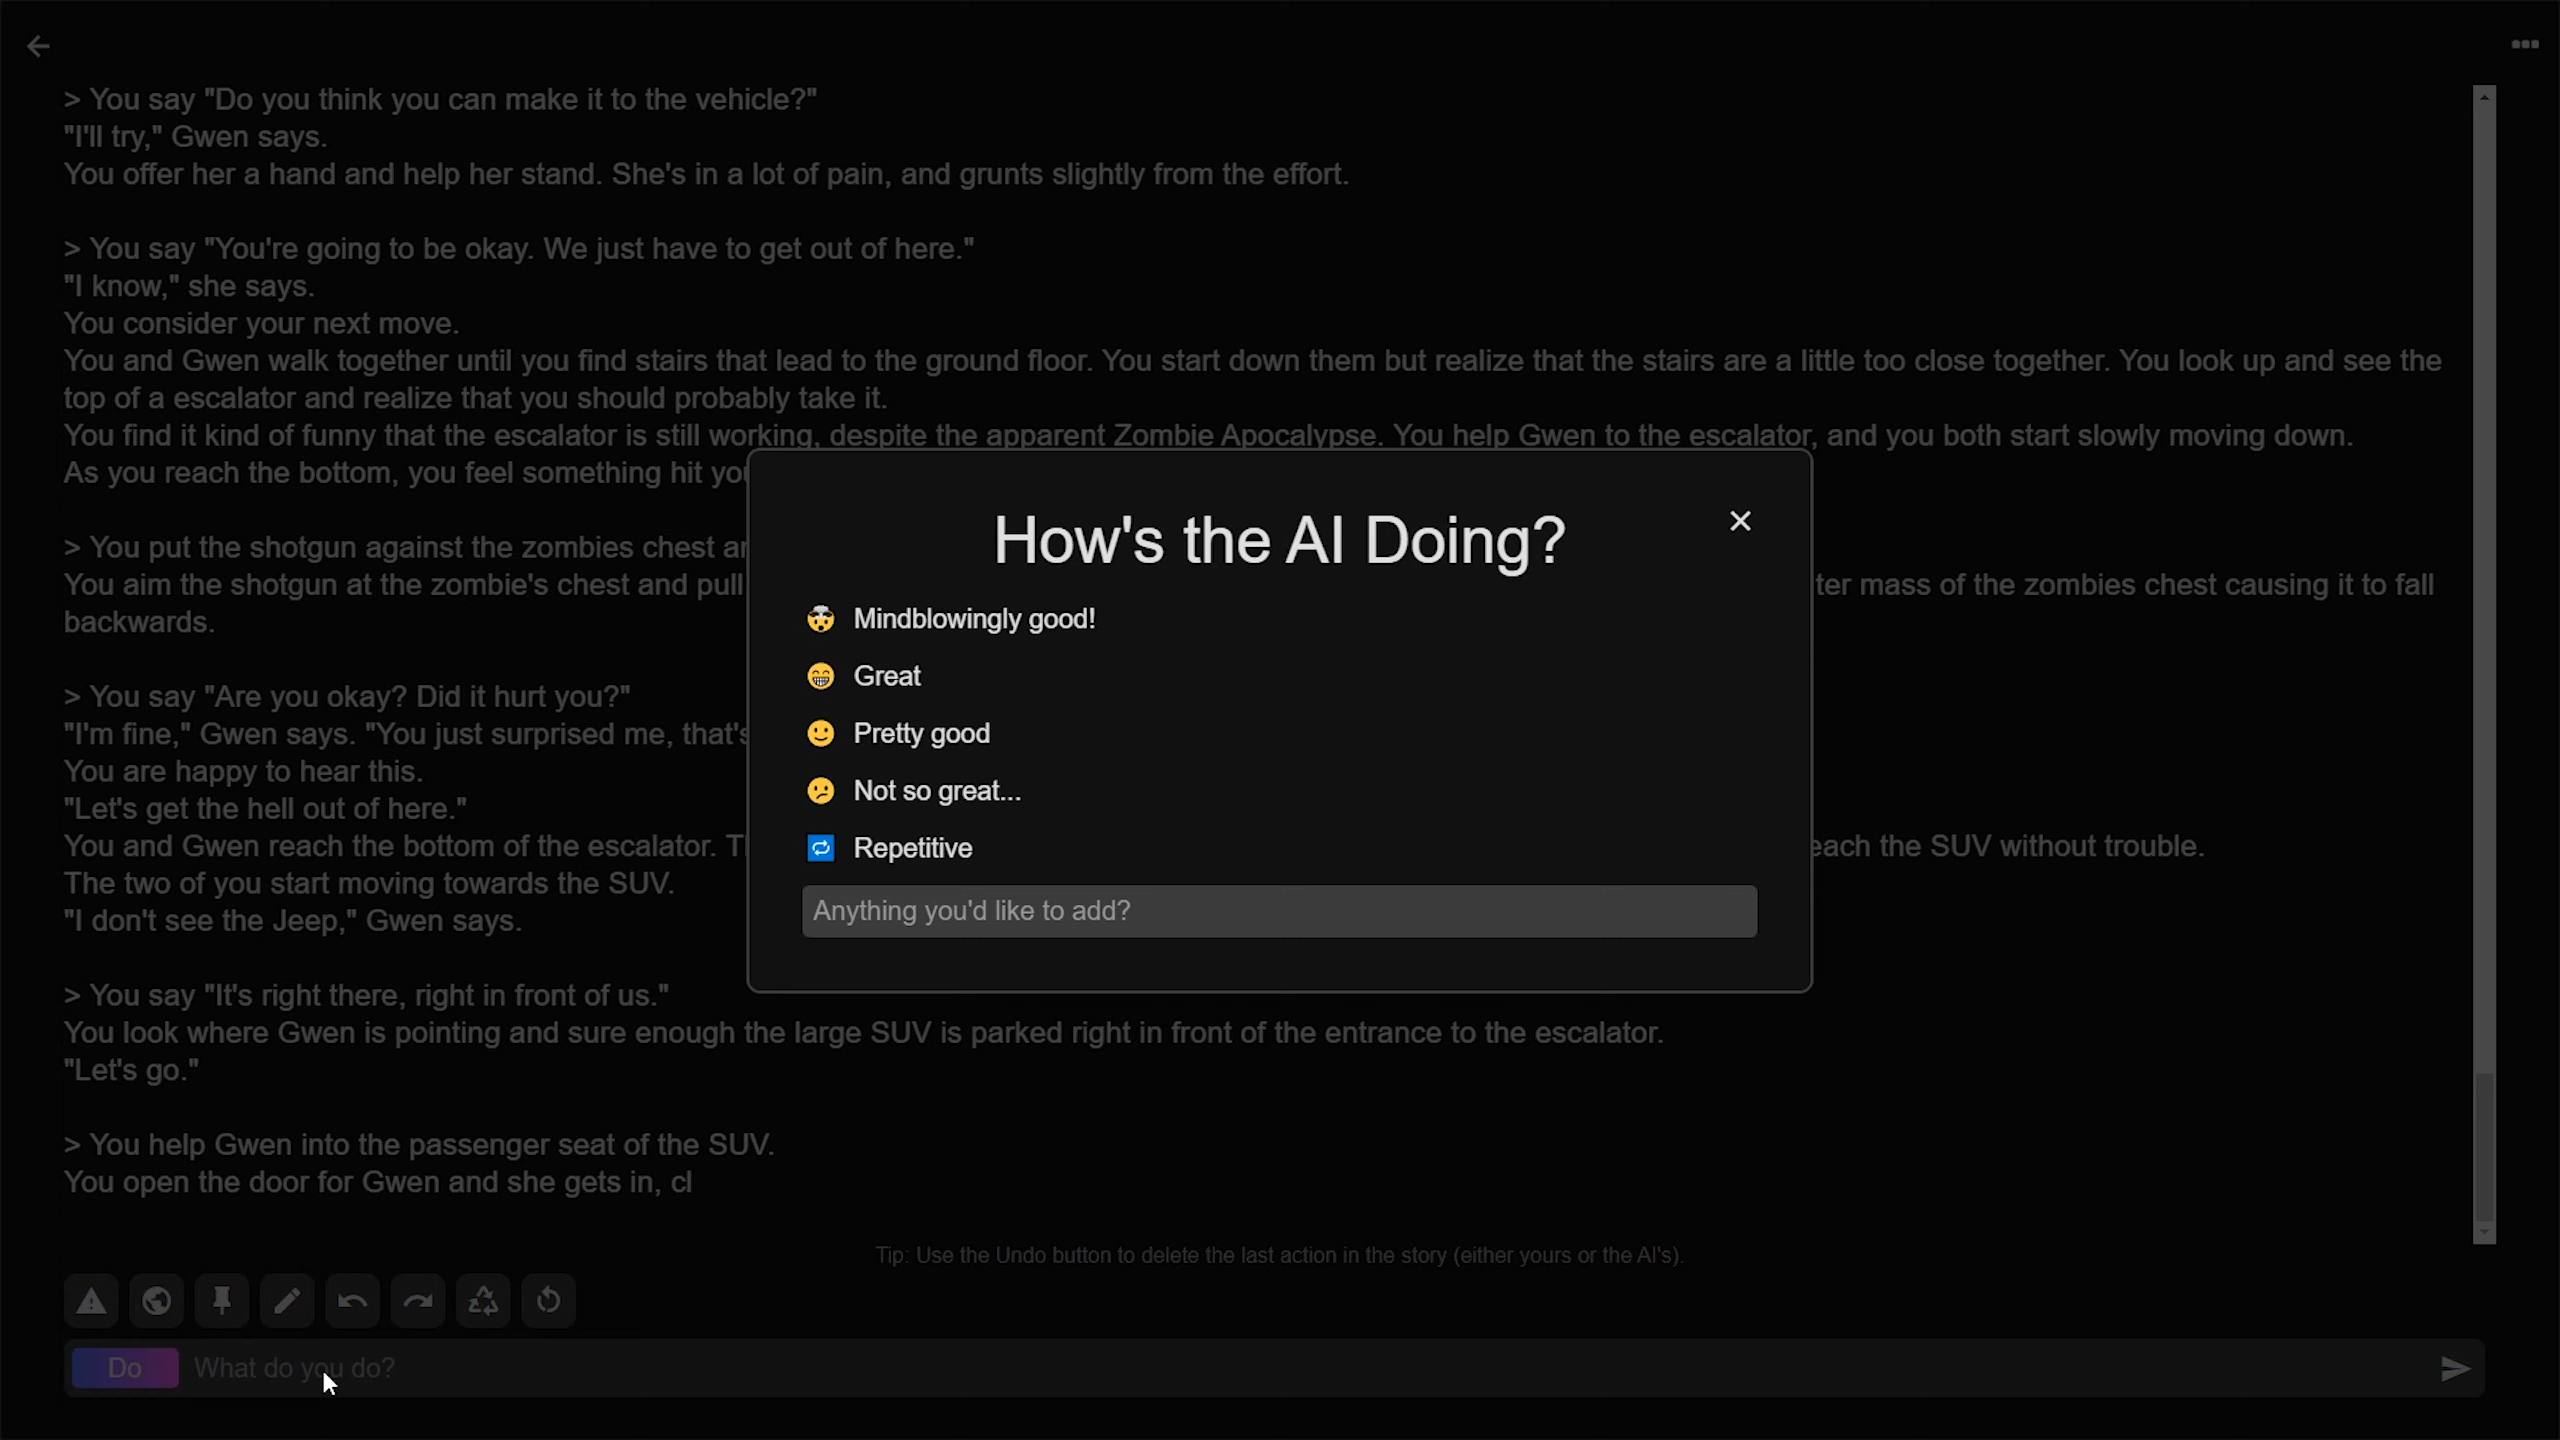 > You say "Do you think you can make it to the vehicle?"
"I'll try," Gwen says.
You offer her a hand and help her stand. She's in a lot of pain, and grunts slightly from the effort.
> You say "You're going to be okay. We just have to get out of here."
"I know," she says.
You consider your next move.
You and Gwen walk together until you find stairs that lead to the ground floor. You start down them but realize that the stairs are a little too close together. You look up and see the
top of a escalator and realize that you should probably take it.
You find it kind of funny that the escalator is still working, despite the apparent Zombie Apocalypse. You help Gwen to the escalator, and you both start slowly moving down.
As you reach the bottom, you feel something hit you
> You put the shotgun against the zombies chest
You aim the shotgun at the zombie's chest and pull
ter mass of the zombies chest causing it to fall
backwards.
> You say "Are you okay? Did it hurt you?"
"I'm fine," Gwen says. "You just surprised me, that's
You are happy to hear this.
"Let's get the hell out of here."
You and Gwen reach the bottom of the escalator.
each the SUV without trouble.
The two of you start moving towards the SUV.
"I don't see the Jeep," Gwen says.
> You say "It's right there, right in front of us."
You look where Gwen is pointing and sure enough the large SUV is parked right in front of the entrance to the escalator.
"Let's go."
> You help Gwen into the passenger seat of the SUV.
You open the door for Gwen and she gets in, cl
How's the AI Doing?
Mindblowingly good!
Great
Pretty good
Not so great...
Repetitive
Anything you'd like to add?
Tip: Use the Undo button to delete the last action in the story (either yours or the AI's).
Do What do you do?